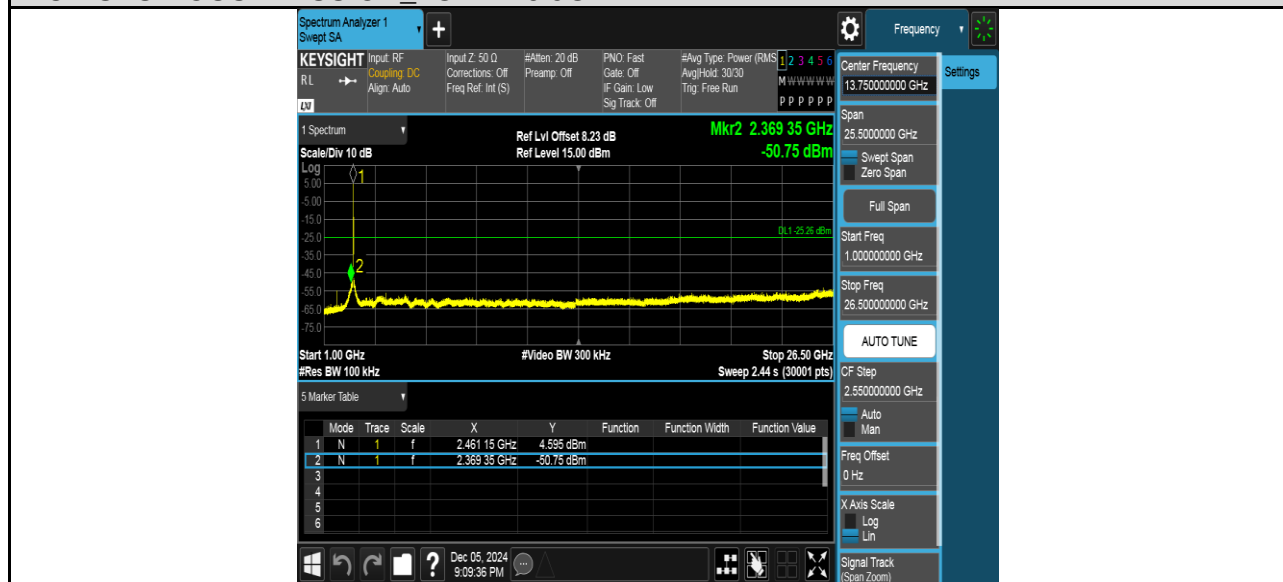 Spectrum Analyzer 1
Swept SA
+
Frequency
KEYSIGHT
RL
LXI
Input: RF
Coupling: DC
Align: Auto
Input Z: 50 Ω
Corrections: Off
Freq Ref: Int (S)
#Atten: 20 dB
Preamp: Off
PNO: Fast
Gate: Off
IF Gain: Low
Sig Track: Off
#Avg Type: Power (RMS
Avg|Hold: 30/30
Trig: Free Run
1 2 3 4 5 6
M W W W W W
P P P P P P
1 Spectrum
Scale/Div 10 dB
Ref Lvl Offset 8.23 dB
Ref Level 15.00 dBm
Mkr2 2.369 35 GHz
-50.75 dBm
Log
5.00
-5.00
-15.0
-25.0
-35.0
-45.0
-55.0
-65.0
-75.0
1
2
DL1 -25.26 dBm
Start 1.00 GHz
#Video BW 300 kHz
Stop 26.50 GHz
#Res BW 100 kHz
Sweep 2.44 s (30001 pts)
5 Marker Table
Mode Trace Scale X Y Function Function Width Function Value
1 N 1 f 2.461 15 GHz 4.595 dBm
2 N 1 f 2.369 35 GHz -50.75 dBm
3
4
5
6
Dec 05, 2024
9:09:36 PM
Center Frequency
13.750000000 GHz
Settings
Span
25.5000000 GHz
Swept Span
Zero Span
Full Span
Start Freq
1.000000000 GHz
Stop Freq
26.500000000 GHz
AUTO TUNE
CF Step
2.550000000 GHz
Auto
Man
Freq Offset
0 Hz
X Axis Scale
Log
Lin
Signal Track
(Span Zoom)